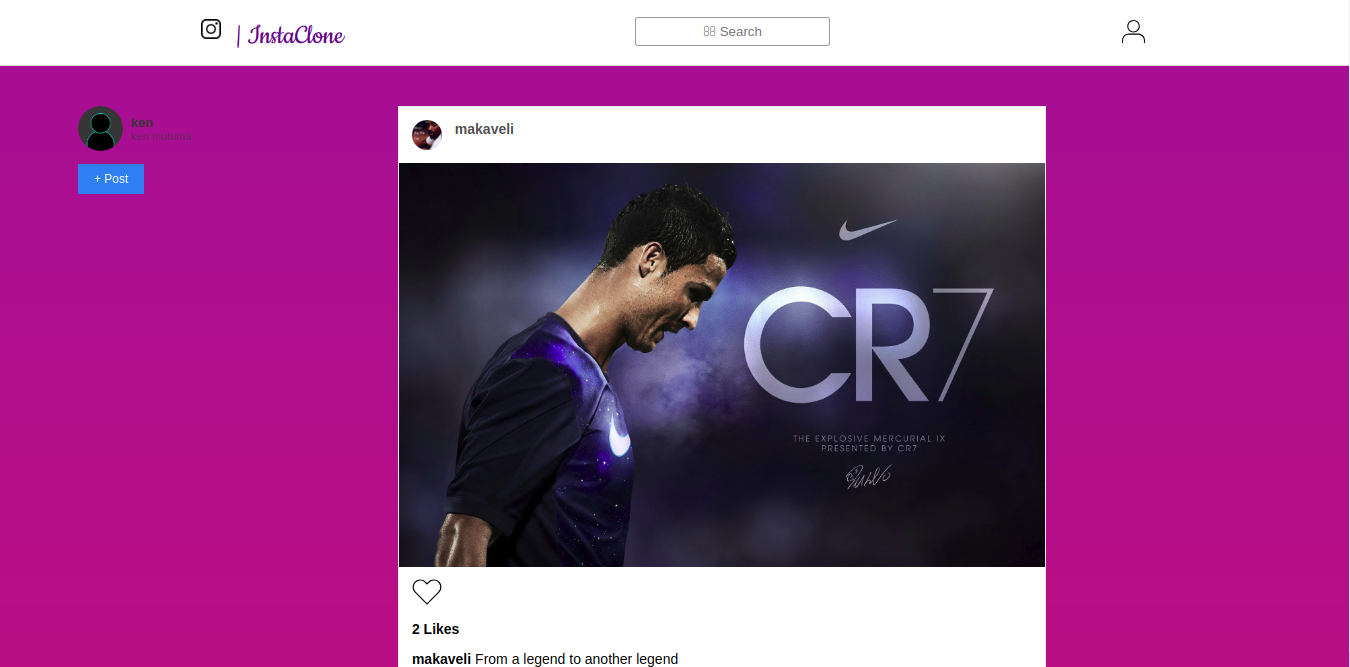 | InstaClone
Search
ken
ken motuma
+ Post
makaveli
CR7
THE EXPLOSIVE MERCURIAL IX
PRESENTED BY CR7
2 Likes
makaveli From a legend to another legend